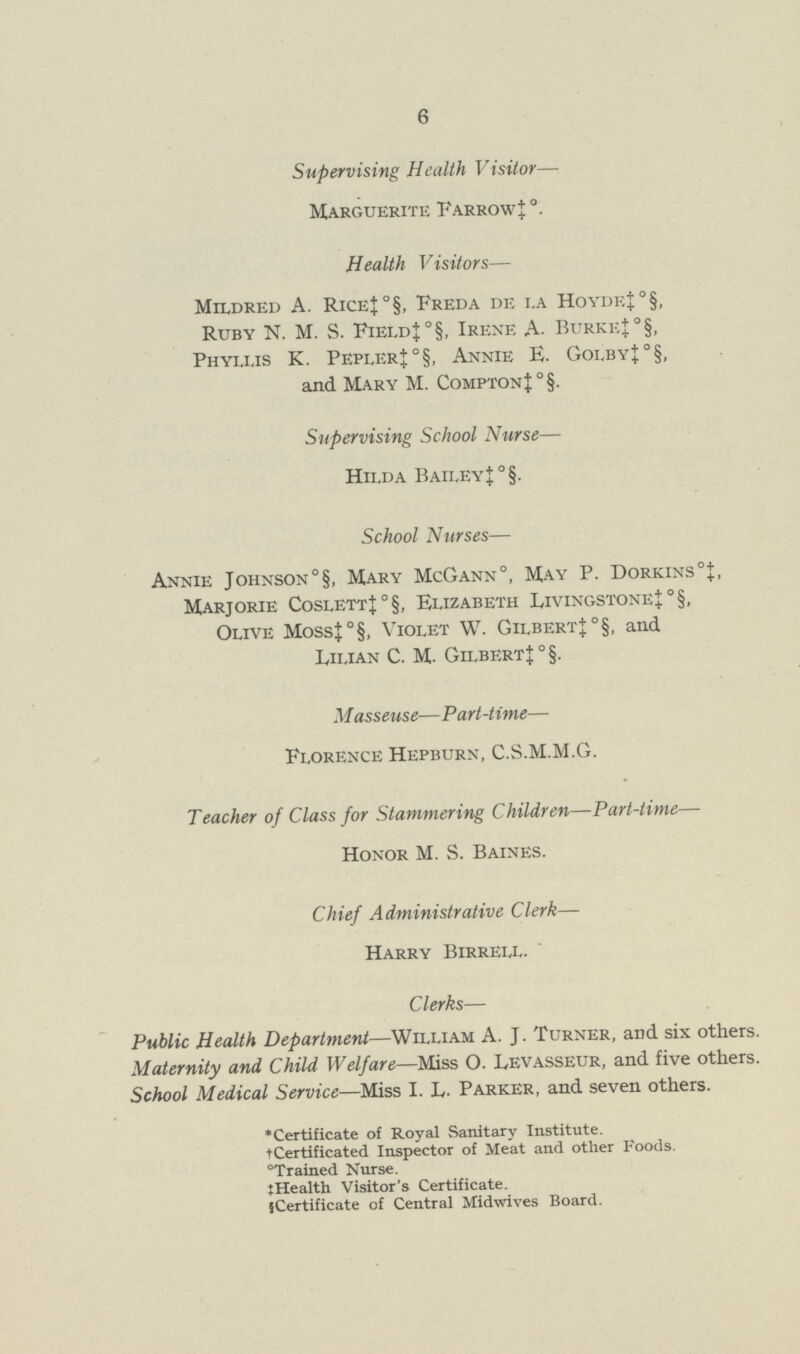 6
Supervising Health Visitor—
MARGUERITE FARROW‡°.
Health Visitors—
MILDRED A. RICE‡°§, FREDA DE LA HOYDE‡°§,
RUBY N. M. S. FIELD‡°§, IRENE A. BURKE‡°§,
PHYLLIS K. PEPLER‡°§, ANNIE E. GOLBY‡°§,
and MARY M. COMPTON‡°§.
Supervising School Nurse—
HILDA BAILEY‡°§.
School Nurses—
ANNIE JOHNSON°§, MARY MCGANN°, MAY P. DORKINS°‡,
MARJORIE COSLETT‡°§, ELIZABETH LIVINGSTONE‡°§,
OLIVE MOSS‡°§, VIOLET W. GILBERT‡°§, and
LILIAN C. M. GILBERT‡°§.
Masseuse—Part-time—
FLORENCE HEPBURN, C.S.M.M.G.
Teacher of Class for Stammering Children—Part-time—
HONOR M. S. BAINES.
Chief Administrative Clerk—
HARRY BIRRELL.
Clerks—
Public Health Department—WILLIAM A. J. TURNER, and six others.
Maternity and Child Welfare—Miss O. LEVASSEUR, and five others.
School Medical Service—Miss I. L. PARKER, and seven others.
*Certificate of Royal Sanitary Institute.
†Certificated Inspector of Meat and other Foods.
°Trained Nurse.
‡Health Visitor's Certificate.
§Certificate of Central Midwives Board.